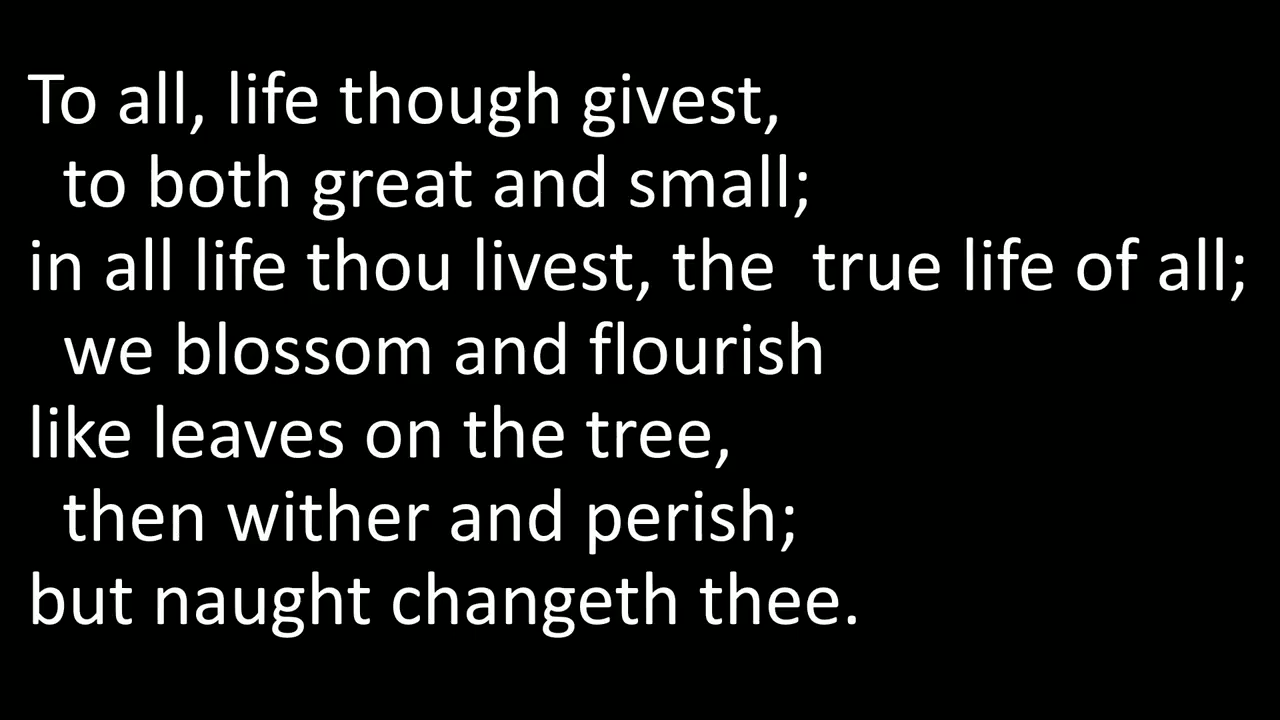 To all, life though givest,
to both great and small;
in all life thou livest, the  true life of all;
we blossom and flourish
like leaves on the tree,
then wither and perish;
but naught changeth thee.